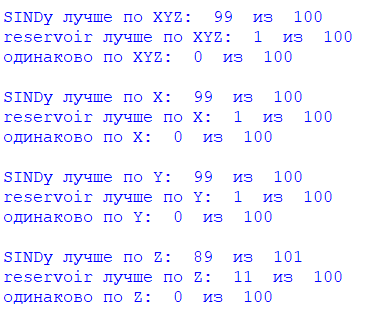 SINDy лучше по XYZ: 99 из 100
reservoir лучше по XYZ: 1 из 100
одинаково по XYZ: 0 из 100
SINDy лучше по X: 99 из 100
reservoir лучше по X: 1 из 100
одинаково по X: 0 из 100
SINDy лучше по Y: 99 из 100
reservoir лучше по Y: 1 из 100
одинаково по Y: 0 из 100
SINDy лучше по Z: 89 из 101
reservoir лучше по Z: 11 из 100
одинаково по Z: 0 из 100